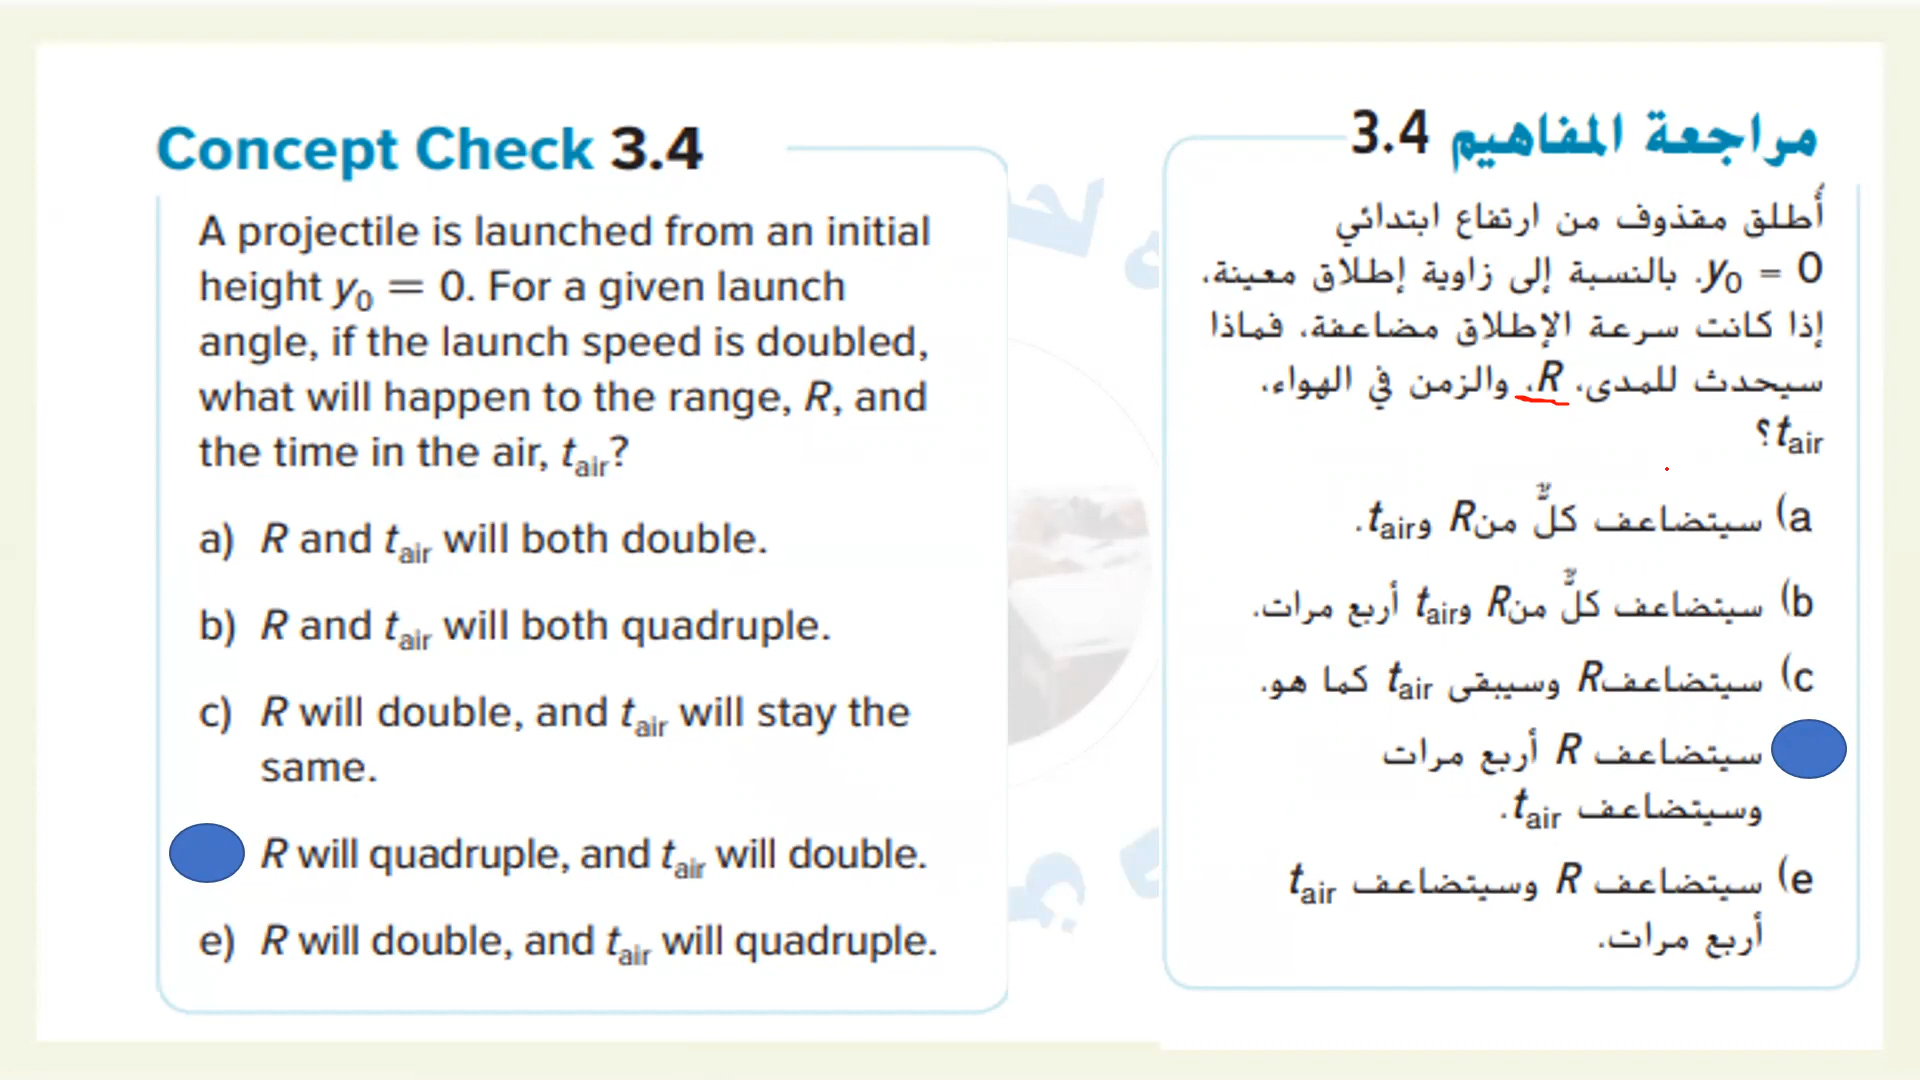 Concept Check 3.4
A projectile is launched from an initial
height y₀ = 0. For a given launch
angle, if the launch speed is doubled,
what will happen to the range, R, and
the time in the air, tair?
a) R and tair will both double.
b) R and tair will both quadruple.
c) R will double, and tair will stay the
same.
R will quadruple, and tair will double.
e) R will double, and tair will quadruple.
مراجعة المفاهيم 3.4
أُطلق مقذوف من ارتفاع ابتدائي
y₀ = 0. بالنسبة إلى زاوية إطلاق معينة،
إذا كانت سرعة الإطلاق مضاعفة، فماذا
سيحدث للمدى، R، والزمن في الهواء،
tair؟
a) سيتضاعف كلٌّ من R وtair.
b) سيتضاعف كلٌّ من R وtair أربع مرات.
c) سيتضاعف R وسيبقى tair كما هو.
سيتضاعف R أربع مرات
وسيتضاعف tair.
e) سيتضاعف R وسيتضاعف tair
أربع مرات.